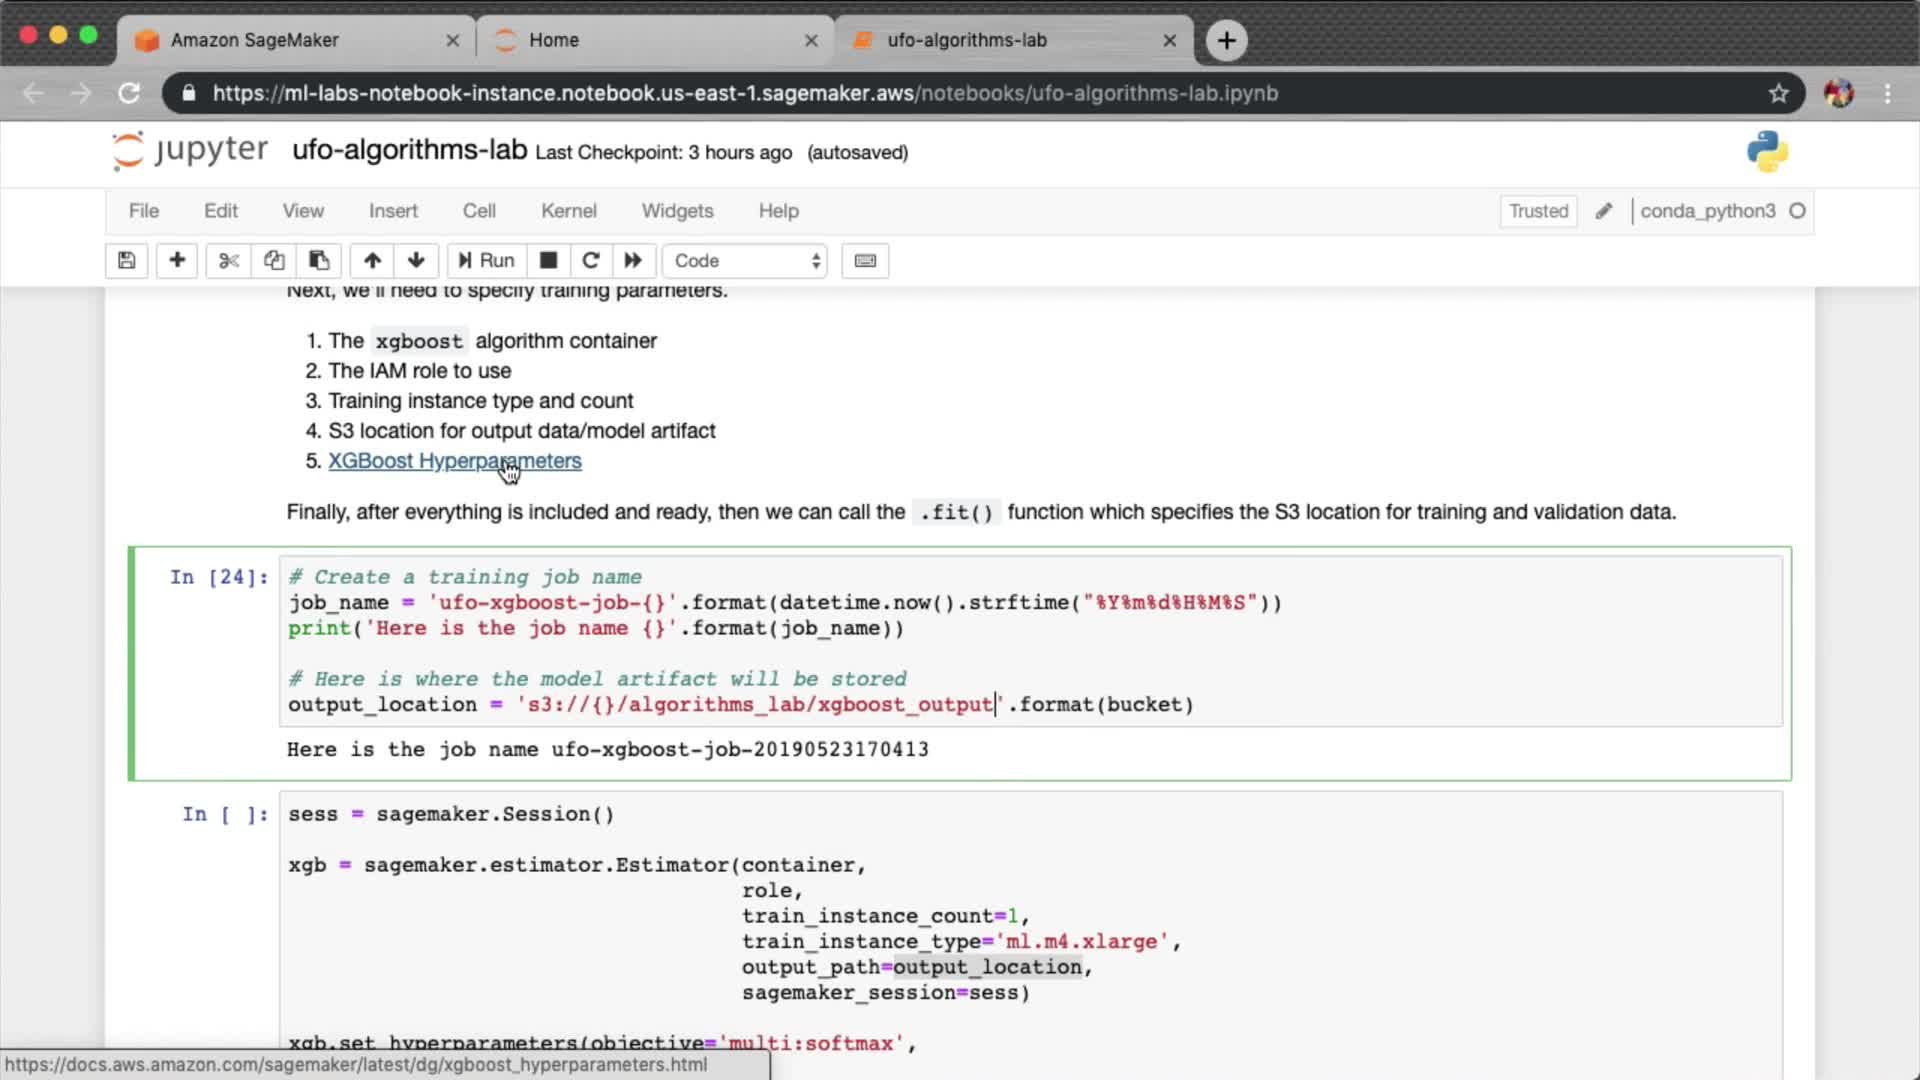 Amazon SageMaker
Home
ufo-algorithms-lab
https://ml-labs-notebook-instance.notebook.us-east-1.sagemaker.aws/notebooks/ufo-algorithms-lab.ipynb
jupyter ufo-algorithms-lab Last Checkpoint: 3 hours ago (autosaved)
File Edit View Insert Cell Kernel Widgets Help Trusted conda_python3
Run Code
Next, we'll need to specify training parameters.
1. The xgboost algorithm container
2. The IAM role to use
3. Training instance type and count
4. S3 location for output data/model artifact
5. XGBoost Hyperparameters
Finally, after everything is included and ready, then we can call the .fit() function which specifies the S3 location for training and validation data.
In [24]: # Create a training job name
job_name = 'ufo-xgboost-job-{}'.format(datetime.now().strftime("%Y%m%d%H%M%S"))
print('Here is the job name {}'.format(job_name))
# Here is where the model artifact will be stored
output_location = 's3://{}/algorithms_lab/xgboost_output'.format(bucket)
Here is the job name ufo-xgboost-job-20190523170413
In [ ]: sess = sagemaker.Session()
xgb = sagemaker.estimator.Estimator(container,
role,
train_instance_count=1,
train_instance_type='ml.m4.xlarge',
output_path=output_location,
sagemaker_session=sess)
xgb.set_hyperparameters(objective='multi:softmax',
https://docs.aws.amazon.com/sagemaker/latest/dg/xgboost_hyperparameters.html